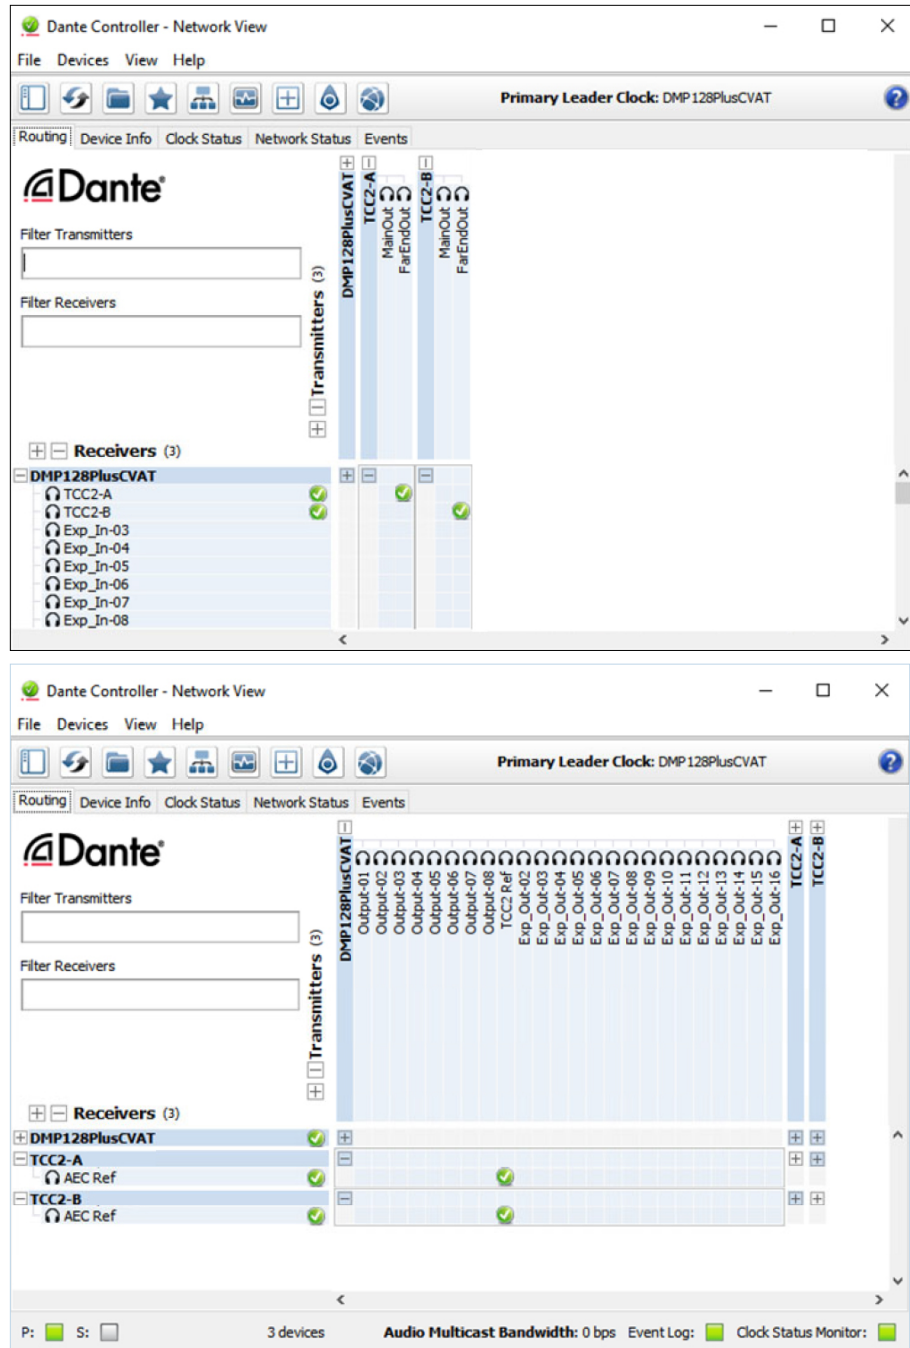 Dante Controller - Network View
File Devices View Help
Primary Leader Clock: DMP128PlusCVAT
Routing Device Info Clock Status Network Status Events
Dante
Filter Transmitters
Filter Receivers
Transmitters (3)
DMP128PlusCVAT
TCC2-A
MainOut
FarEndOut
TCC2-B
MainOut
FarEndOut
Receivers (3)
DMP128PlusCVAT
TCC2-A
TCC2-B
Exp_In-03
Exp_In-04
Exp_In-05
Exp_In-06
Exp_In-07
Exp_In-08
Dante Controller - Network View
File Devices View Help
Primary Leader Clock: DMP128PlusCVAT
Routing Device Info Clock Status Network Status Events
Dante
Filter Transmitters
Filter Receivers
Transmitters (3)
DMP128PlusCVAT
Output-01
Output-02
Output-03
Output-04
Output-05
Output-06
Output-07
Output-08
TCC2 Ref
Exp_Out-02
Exp_Out-03
Exp_Out-04
Exp_Out-05
Exp_Out-06
Exp_Out-07
Exp_Out-08
Exp_Out-09
Exp_Out-10
Exp_Out-11
Exp_Out-12
Exp_Out-13
Exp_Out-14
Exp_Out-15
Exp_Out-16
TCC2-A
TCC2-B
Receivers (3)
DMP128PlusCVAT
TCC2-A
AEC Ref
TCC2-B
AEC Ref
P: S: 3 devices Audio Multicast Bandwidth: 0 bps Event Log: Clock Status Monitor: